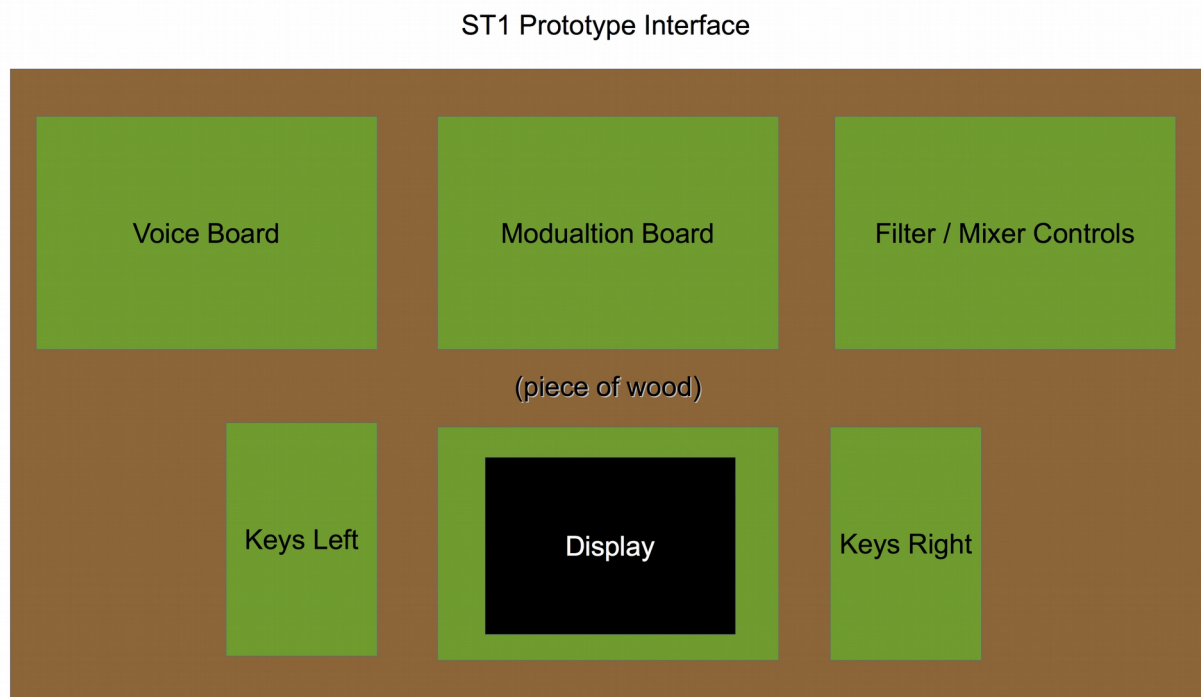 ST1 Prototype Interface
Voice Board
Modualtion Board
Filter / Mixer Controls
(piece of wood)
Keys Left
Display
Keys Right